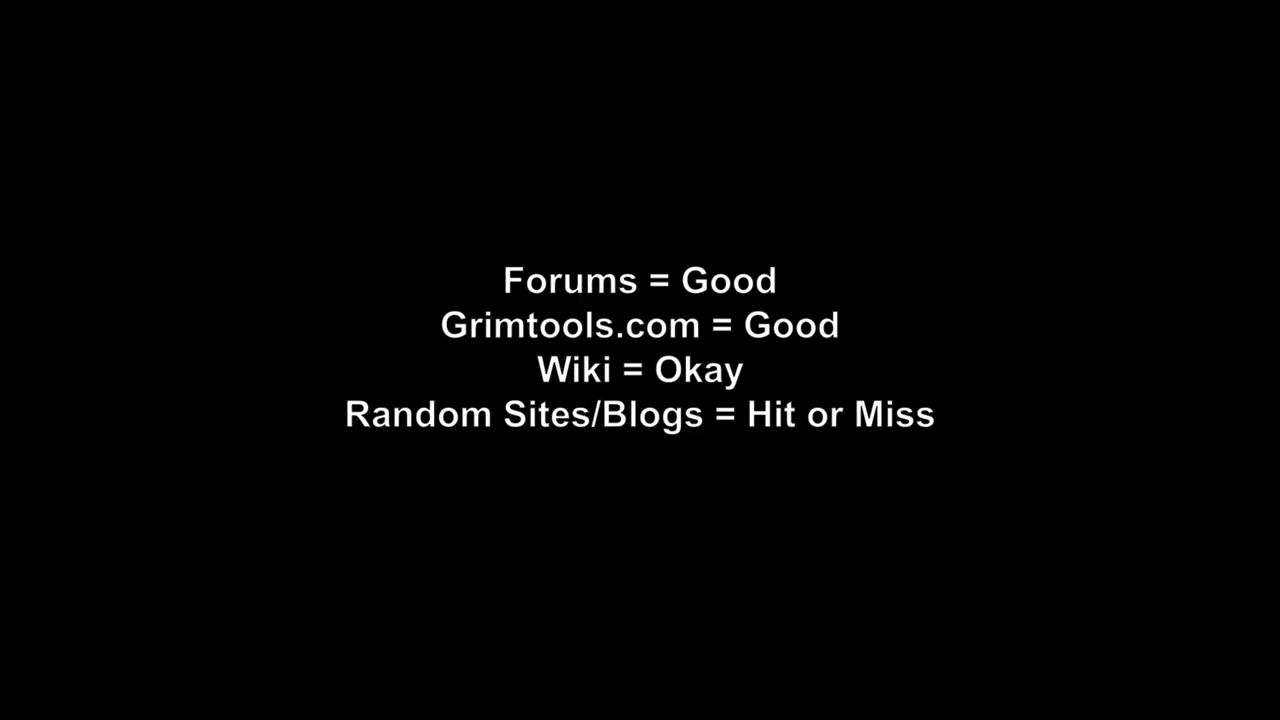 Forums = Good
Grimtools.com = Good
Wiki = Okay
Random Sites/Blogs = Hit or Miss